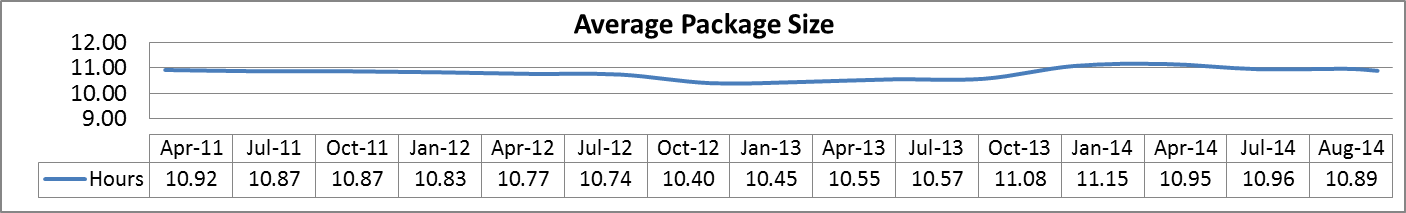 Average Package Size
12.00
11.00
10.00
9.00
Apr-11 Jul-11 Oct-11 Jan-12 Apr-12 Jul-12 Oct-12 Jan-13 Apr-13 Jul-13 Oct-13 Jan-14 Apr-14 Jul-14 Aug-14
Hours 10.92 10.87 10.87 10.83 10.77 10.74 10.40 10.45 10.55 10.57 11.08 11.15 10.95 10.96 10.89